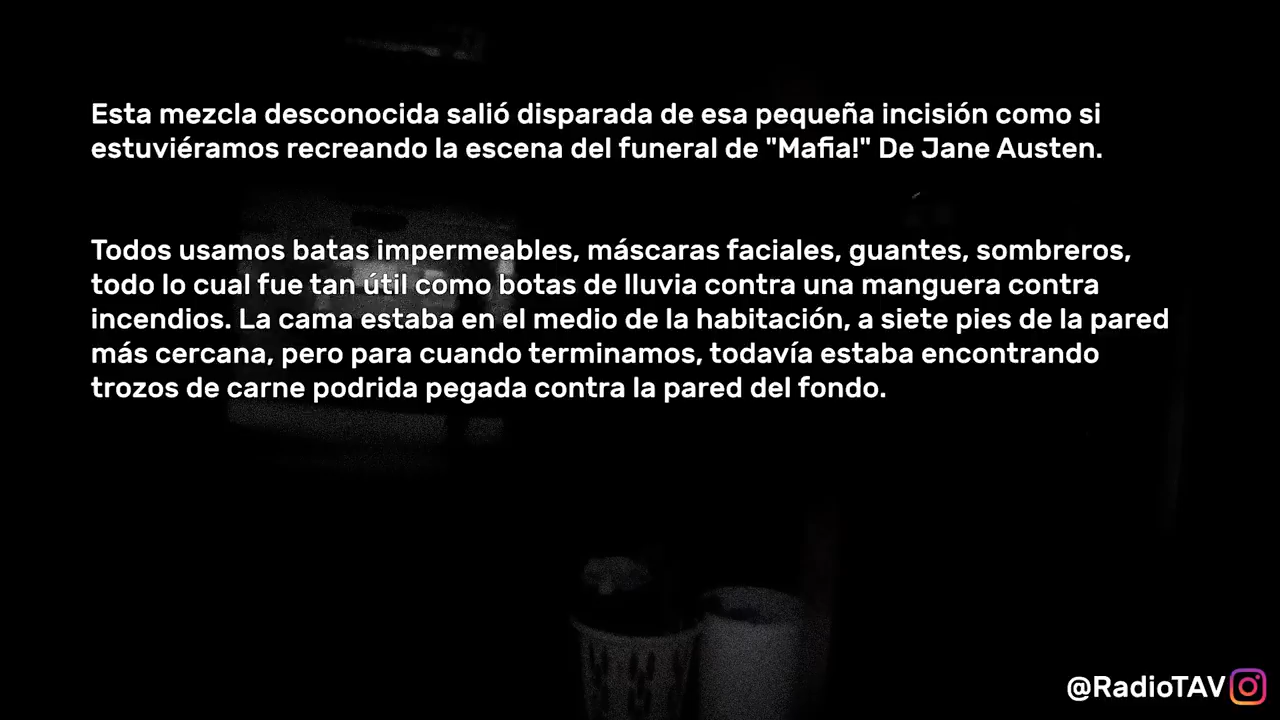 Esta mezcla desconocida salió disparada de esa pequeña incisión como si
estuviéramos recreando la escena del funeral de "Mafia!" De Jane Austen.
Todos usamos batas impermeables, máscaras faciales, guantes, sombreros,
todo lo cual fue tan útil como botas de lluvia contra una manguera contra
incendios. La cama estaba en el medio de la habitación, a siete pies de la pared
más cercana, pero para cuando terminamos, todavía estaba encontrando
trozos de carne podrida pegada contra la pared del fondo.
@RadioTAV